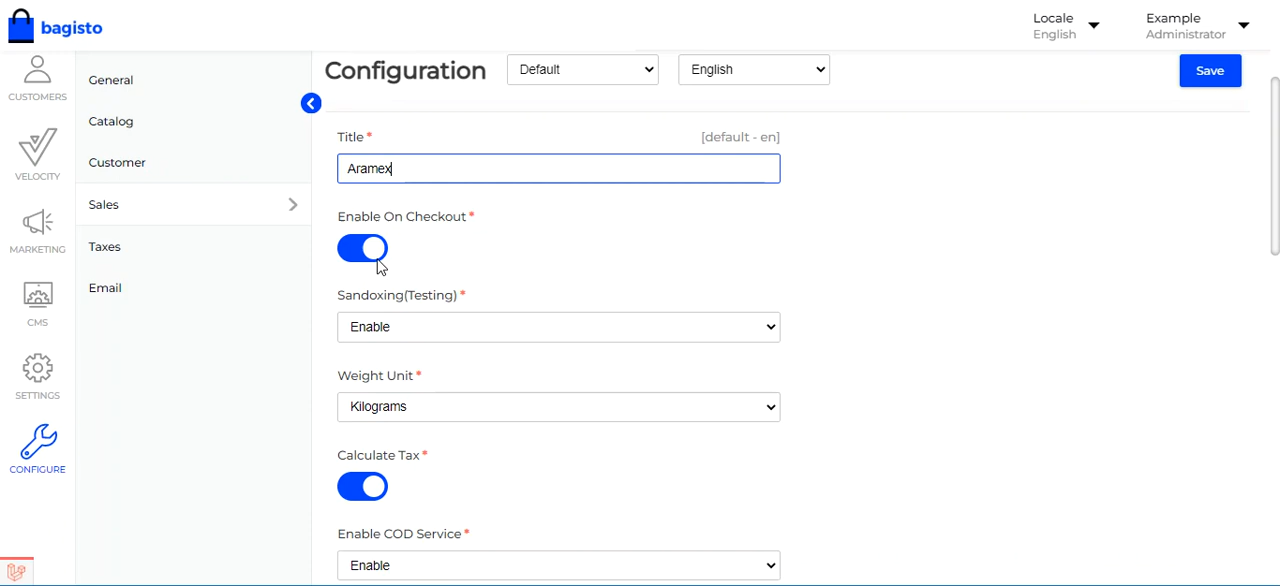 bagisto
Locale
English
Example
Administrator
CUSTOMERS
VELOCITY
MARKETING
CMS
SETTINGS
CONFIGURE
General
Catalog
Customer
Sales
Taxes
Email
Configuration
Default
English
Save
Title*
[default - en]
Aramex
Enable On Checkout*
Sandoxing(Testing)*
Enable
Weight Unit*
Kilograms
Calculate Tax*
Enable COD Service*
Enable